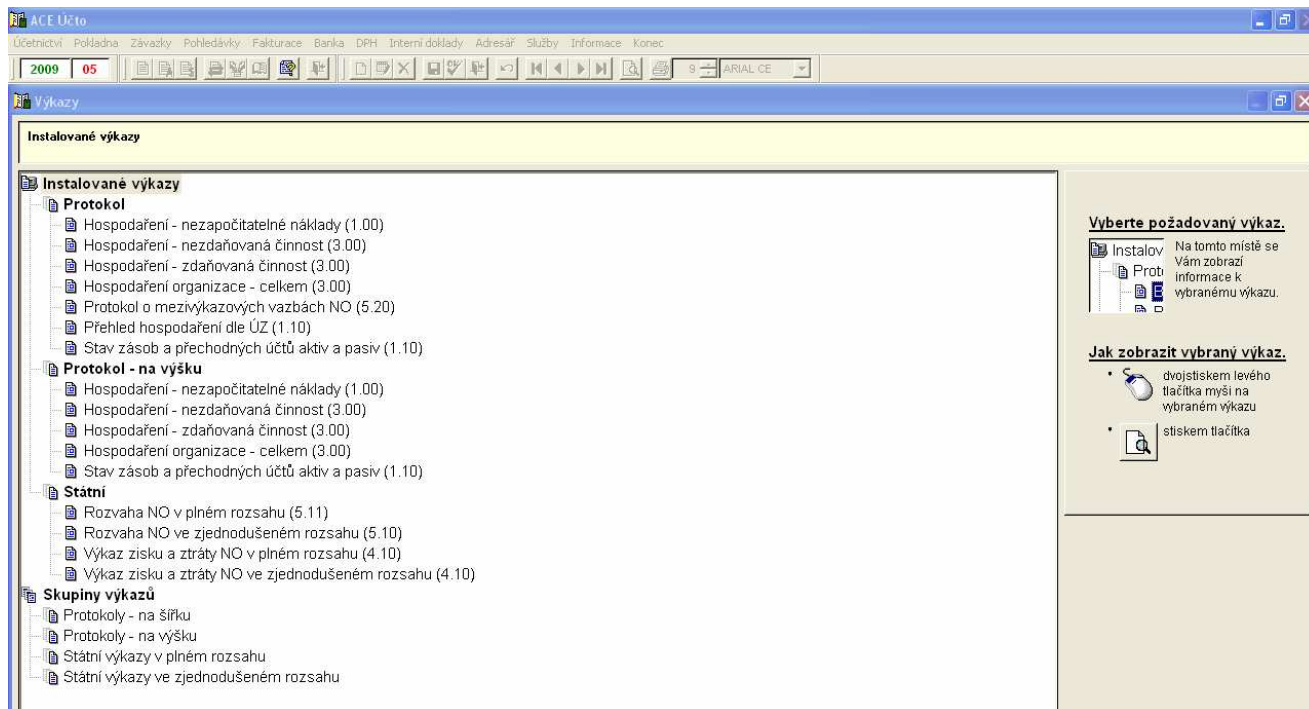 ACE Účto
Účetnictví Pokladna Závazky Pohledávky Fakturace Banka DPH Interní doklady Adresář Služby Informace Konec
2009 05 9 ARIAL CE
Výkazy
Instalované výkazy
Instalované výkazy
Protokol
Hospodaření - nezapočitatelné náklady (1.00)
Hospodaření - nezdaňovaná činnost (3.00)
Hospodaření - zdaňovaná činnost (3.00)
Hospodaření organizace - celkem (3.00)
Protokol o mezivýkazových vazbách NO (5.20)
Přehled hospodaření dle ÚZ (1.10)
Stav zásob a přechodných účtů aktiv a pasiv (1.10)
Protokol - na výšku
Hospodaření - nezapočitatelné náklady (1.00)
Hospodaření - nezdaňovaná činnost (3.00)
Hospodaření - zdaňovaná činnost (3.00)
Hospodaření organizace - celkem (3.00)
Stav zásob a přechodných účtů aktiv a pasiv (1.10)
Státní
Rozvaha NO v plném rozsahu (5.11)
Rozvaha NO ve zjednodušeném rozsahu (5.10)
Výkaz zisku a ztráty NO v plném rozsahu (4.10)
Výkaz zisku a ztráty NO ve zjednodušeném rozsahu (4.10)
Skupiny výkazů
Protokoly - na šířku
Protokoly - na výšku
Státní výkazy v plném rozsahu
Státní výkazy ve zjednodušeném rozsahu
Vyberte požadovaný výkaz.
Instalov
Prot
Na tomto místě se
Vám zobrazí
informace k
vybranému výkazu.
Jak zobrazit vybraný výkaz.
• dvojstiskem levého
tlačítka myši na
vybraném výkazu
• stiskem tlačítka